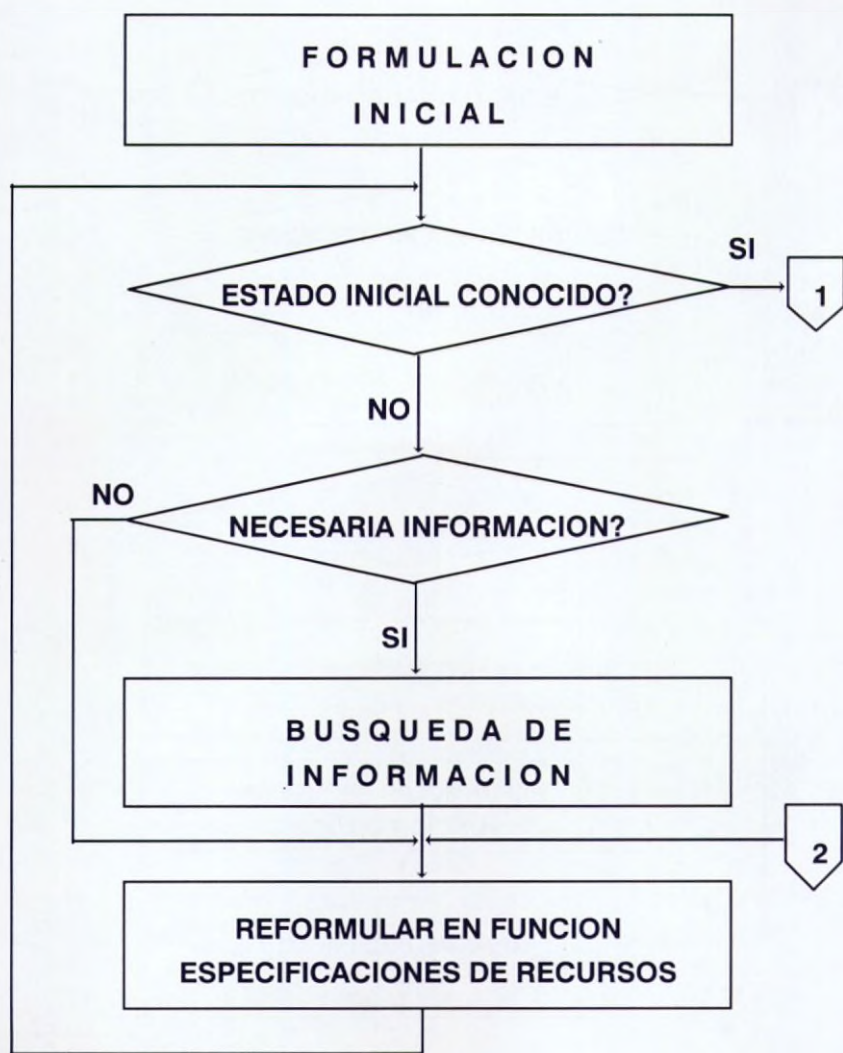 FORMULACION
INICIAL
SI
1
ESTADO INICIAL CONOCIDO?
NO
NO
NECESARIA INFORMACION?
SI
BUSQUEDA DE
INFORMACION
2
REFORMULAR EN FUNCION
ESPECIFICACIONES DE RECURSOS